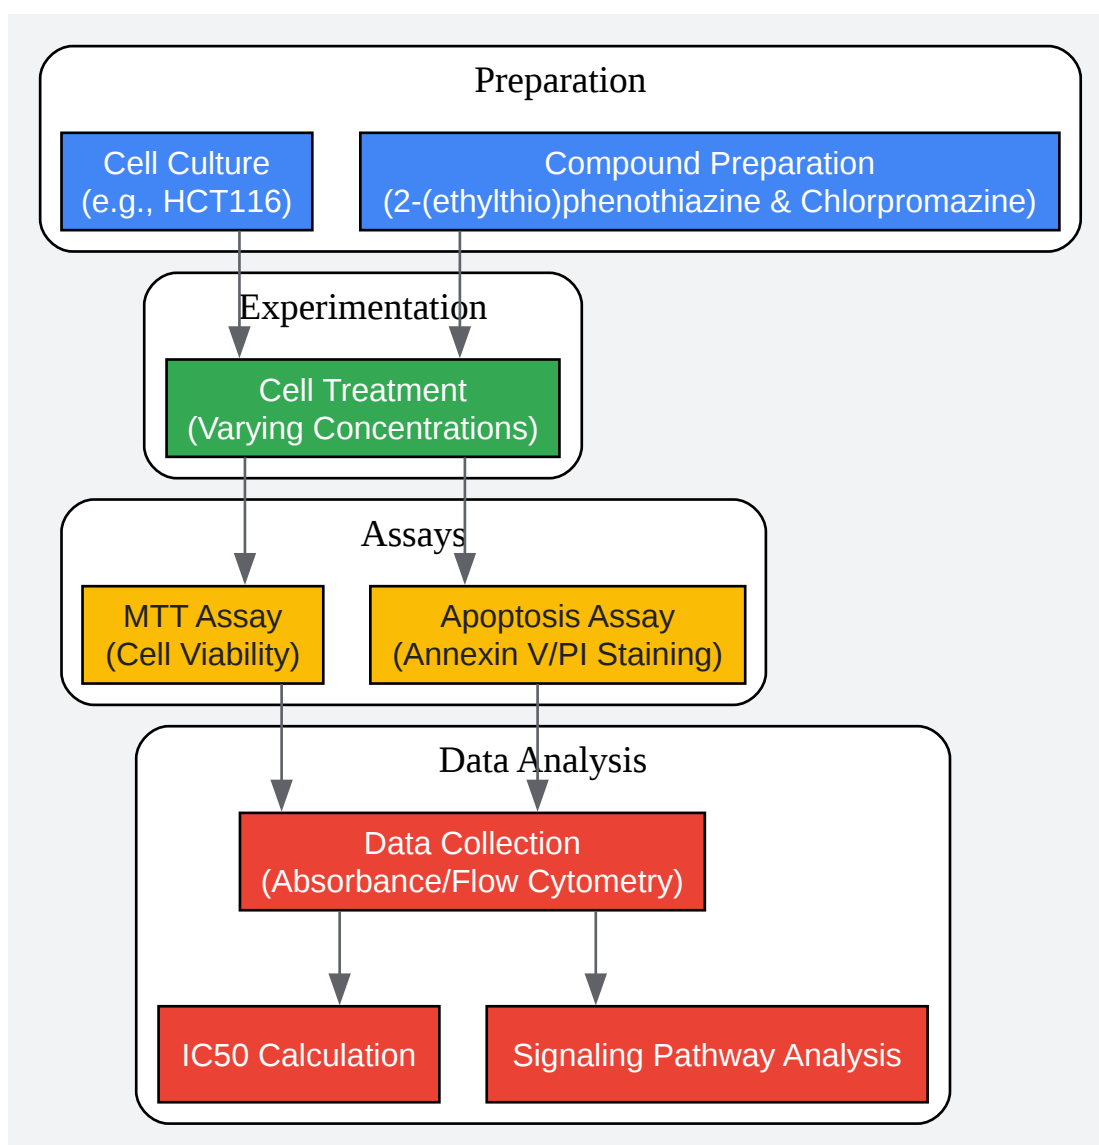 Preparation
Cell Culture
(e.g., HCT116)
Compound Preparation
(2-(ethylthio)phenothiazine & Chlorpromazine)
Experimentation
Cell Treatment
(Varying Concentrations)
Assays
MTT Assay
(Cell Viability)
Apoptosis Assay
(Annexin V/PI Staining)
Data Analysis
Data Collection
(Absorbance/Flow Cytometry)
IC50 Calculation
Signaling Pathway Analysis